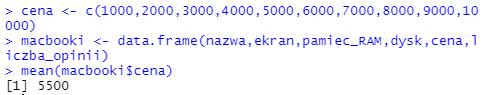 > cena <- c(1000,2000,3000,4000,5000,6000,7000,8000,9000,10
000)
> macbooki <- data.frame(nazwa,ekran,pamiec_RAM,dysk,cena,l
iczba_opinii)
> mean(macbooki$cena)
[1] 5500